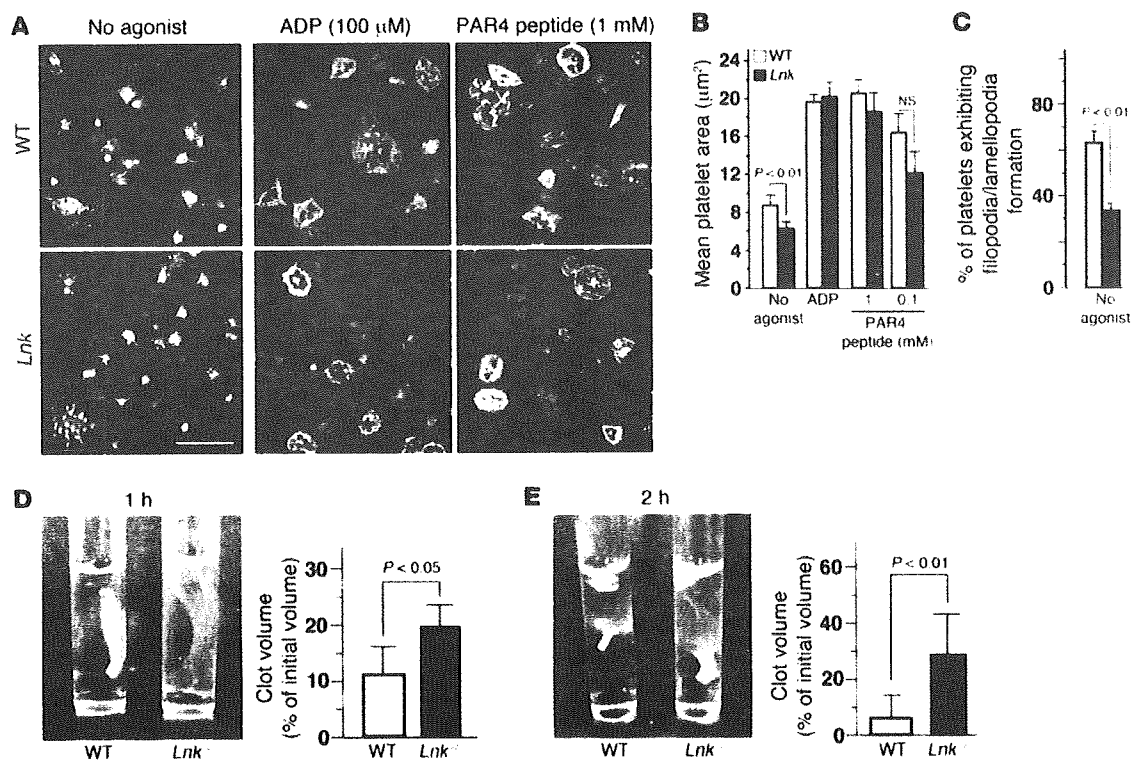 A
No agonist
ADP (100 µM)
PAR4 peptide (1 mM)
WT
Lnk
B
Mean platelet area (µm²)
WT
Lnk
24
20
16
12
8
4
0
P < 0.01
NS
No agonist
ADP
1
0.1
PAR4
peptide (mM)
C
% of platelets exhibiting
filopodia/lamellopodia
formation
80
40
0
P < 0.01
No
agonist
D
1 h
WT
Lnk
Clot volume
(% of initial volume)
30
20
10
0
P < 0.05
WT
Lnk
E
2 h
WT
Lnk
Clot volume
(% of initial volume)
60
40
20
0
P < 0.01
WT
Lnk